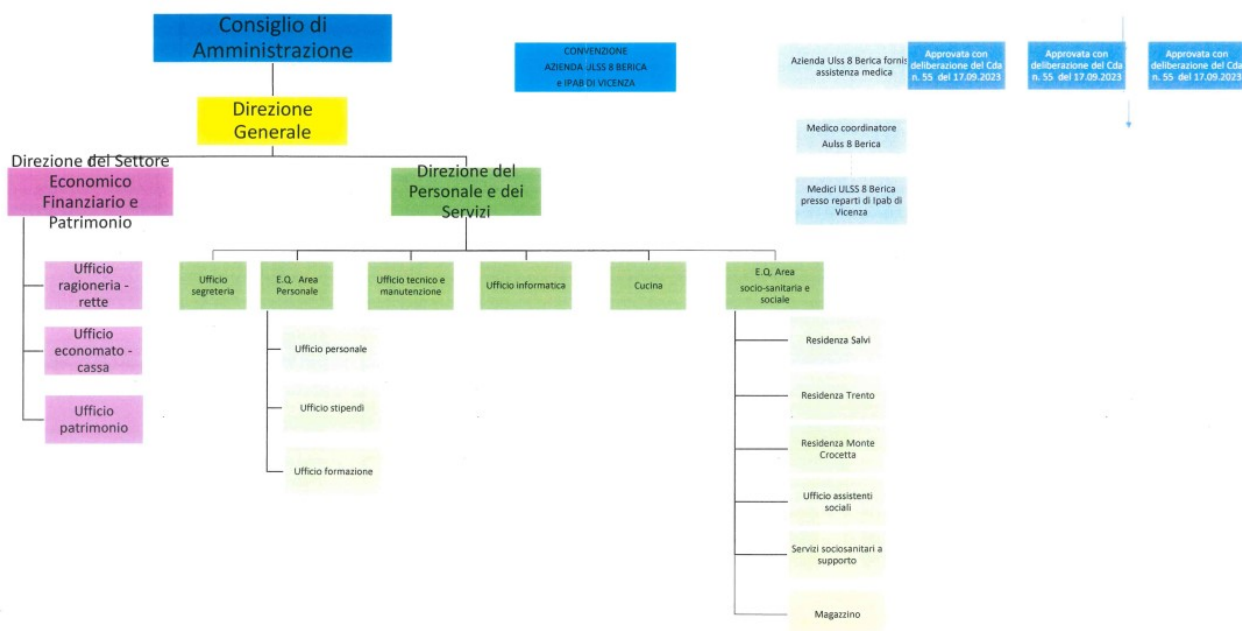 Consiglio di
Amministrazione
CONVENZIONE
AZIENDA ULSS 8 BERICA
e IPAB DI VICENZA
Azienda Ulss 8 Berica fornis
assistenza medica
Approvata con
deliberazione del Cda
n. 55 del 17.09.2023
Approvata con
deliberazione del Cda
n. 55 del 17.09.2023
Approvata con
deliberazione del Cda
n. 55 del 17.09.2023
Direzione
Generale
Medico coordinatore
Aulss 8 Berica
Direzione del Settore
Economico
Finanziario e
Patrimonio
Direzione del
Personale e dei
Servizi
Medici ULSS 8 Berica
presso reparti di Ipab di
Vicenza
Ufficio
ragioneria -
rette
Ufficio
economato -
cassa
Ufficio
patrimonio
Ufficio
segreteria
E.Q. Area
Personale
Ufficio tecnico e
manutenzione
Ufficio informatica
Cucina
E.Q. Area
socio-sanitaria e
sociale
Ufficio personale
Ufficio stipendi
Ufficio formazione
Residenza Salvi
Residenza Trento
Residenza Monte
Crocetta
Ufficio assistenti
sociali
Servizi sociosanitari a
supporto
Magazzino